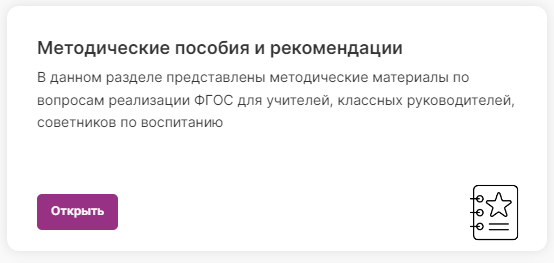 Методические пособия и рекомендации
В данном разделе представлены методические материалы по
вопросам реализации ФГОС для учителей, классных руководителей,
советников по воспитанию
Открыть